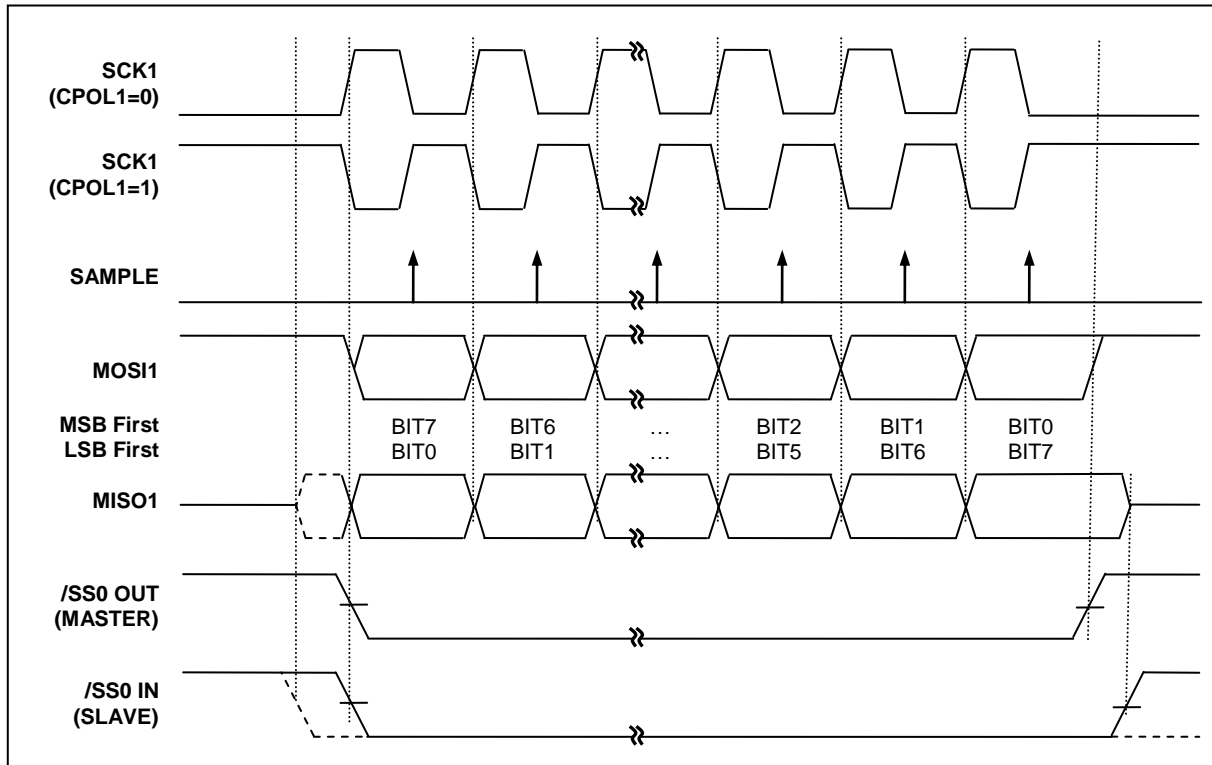 SCK1
(CPOL1=0)
SCK1
(CPOL1=1)
SAMPLE
MOSI1
MSB First BIT7 BIT6 … BIT2 BIT1 BIT0
LSB First BIT0 BIT1 … BIT5 BIT6 BIT7
MISO1
/SS0 OUT
(MASTER)
/SS0 IN
(SLAVE)